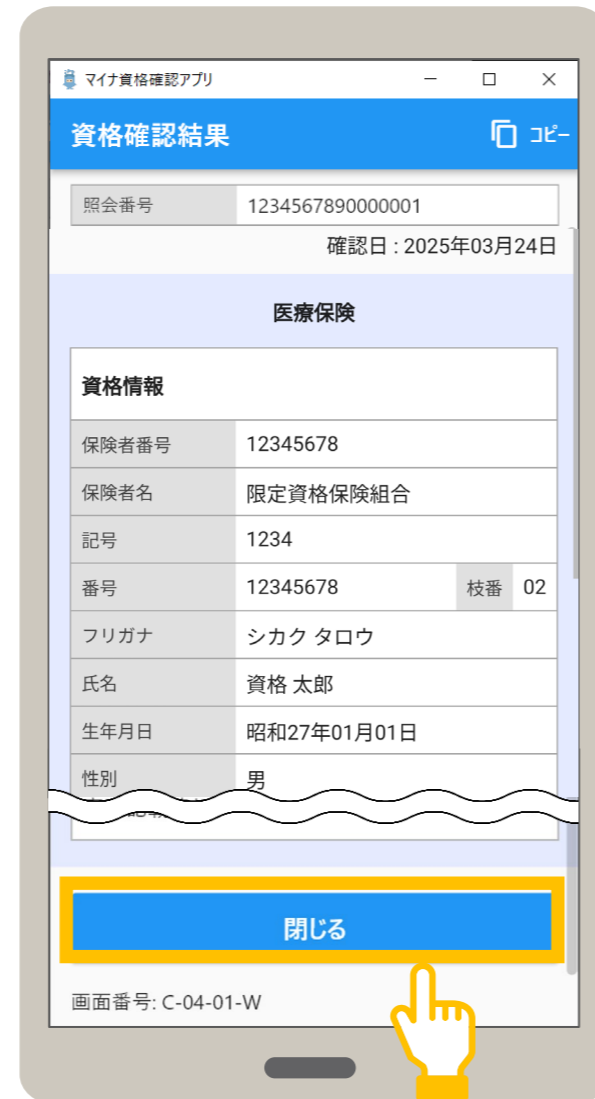 マイナ資格確認アプリ
資格確認結果 コピー
照会番号 1234567890000001
確認日 : 2025年03月24日
医療保険
資格情報
保険者番号 12345678
保険者名 限定資格保険組合
記号 1234
番号 12345678 枝番 02
フリガナ シカク タロウ
氏名 資格 太郎
生年月日 昭和27年01月01日
性別 男
閉じる
画面番号: C-04-01-W